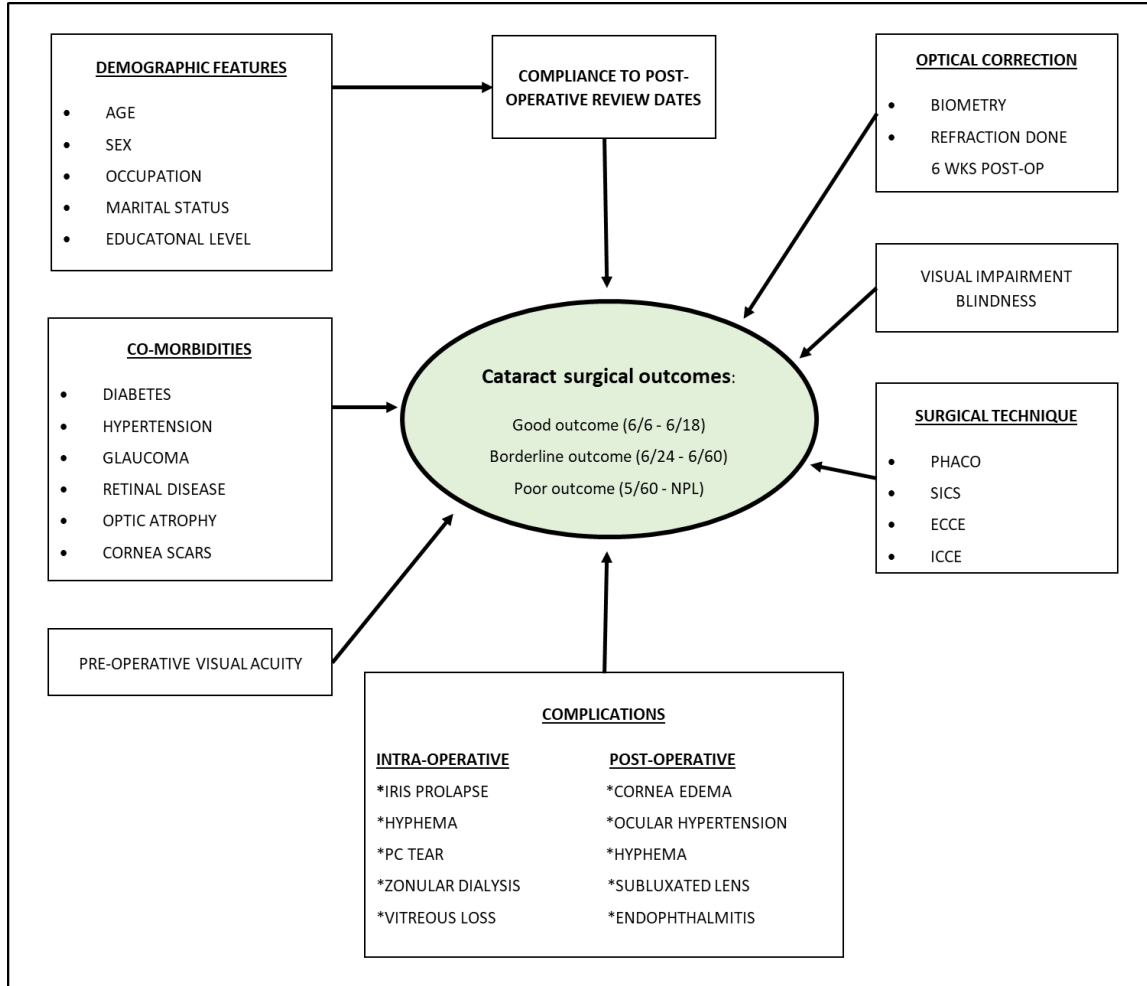 DEMOGRAPHIC FEATURES
• AGE
• SEX
• OCCUPATION
• MARITAL STATUS
• EDUCATONAL LEVEL
COMPLIANCE TO POST-
OPERATIVE REVIEW DATES
OPTICAL CORRECTION
• BIOMETRY
• REFRACTION DONE
6 WKS POST-OP
VISUAL IMPAIRMENT
BLINDNESS
CO-MORBIDITIES
• DIABETES
• HYPERTENSION
• GLAUCOMA
• RETINAL DISEASE
• OPTIC ATROPHY
• CORNEA SCARS
Cataract surgical outcomes:
Good outcome (6/6 - 6/18)
Borderline outcome (6/24 - 6/60)
Poor outcome (5/60 - NPL)
SURGICAL TECHNIQUE
• PHACO
• SICS
• ECCE
• ICCE
PRE-OPERATIVE VISUAL ACUITY
COMPLICATIONS
INTRA-OPERATIVE
*IRIS PROLAPSE
*HYPHEMA
*PC TEAR
*ZONULAR DIALYSIS
*VITREOUS LOSS
POST-OPERATIVE
*CORNEA EDEMA
*OCULAR HYPERTENSION
*HYPHEMA
*SUBLUXATED LENS
*ENDOPHTHALMITIS